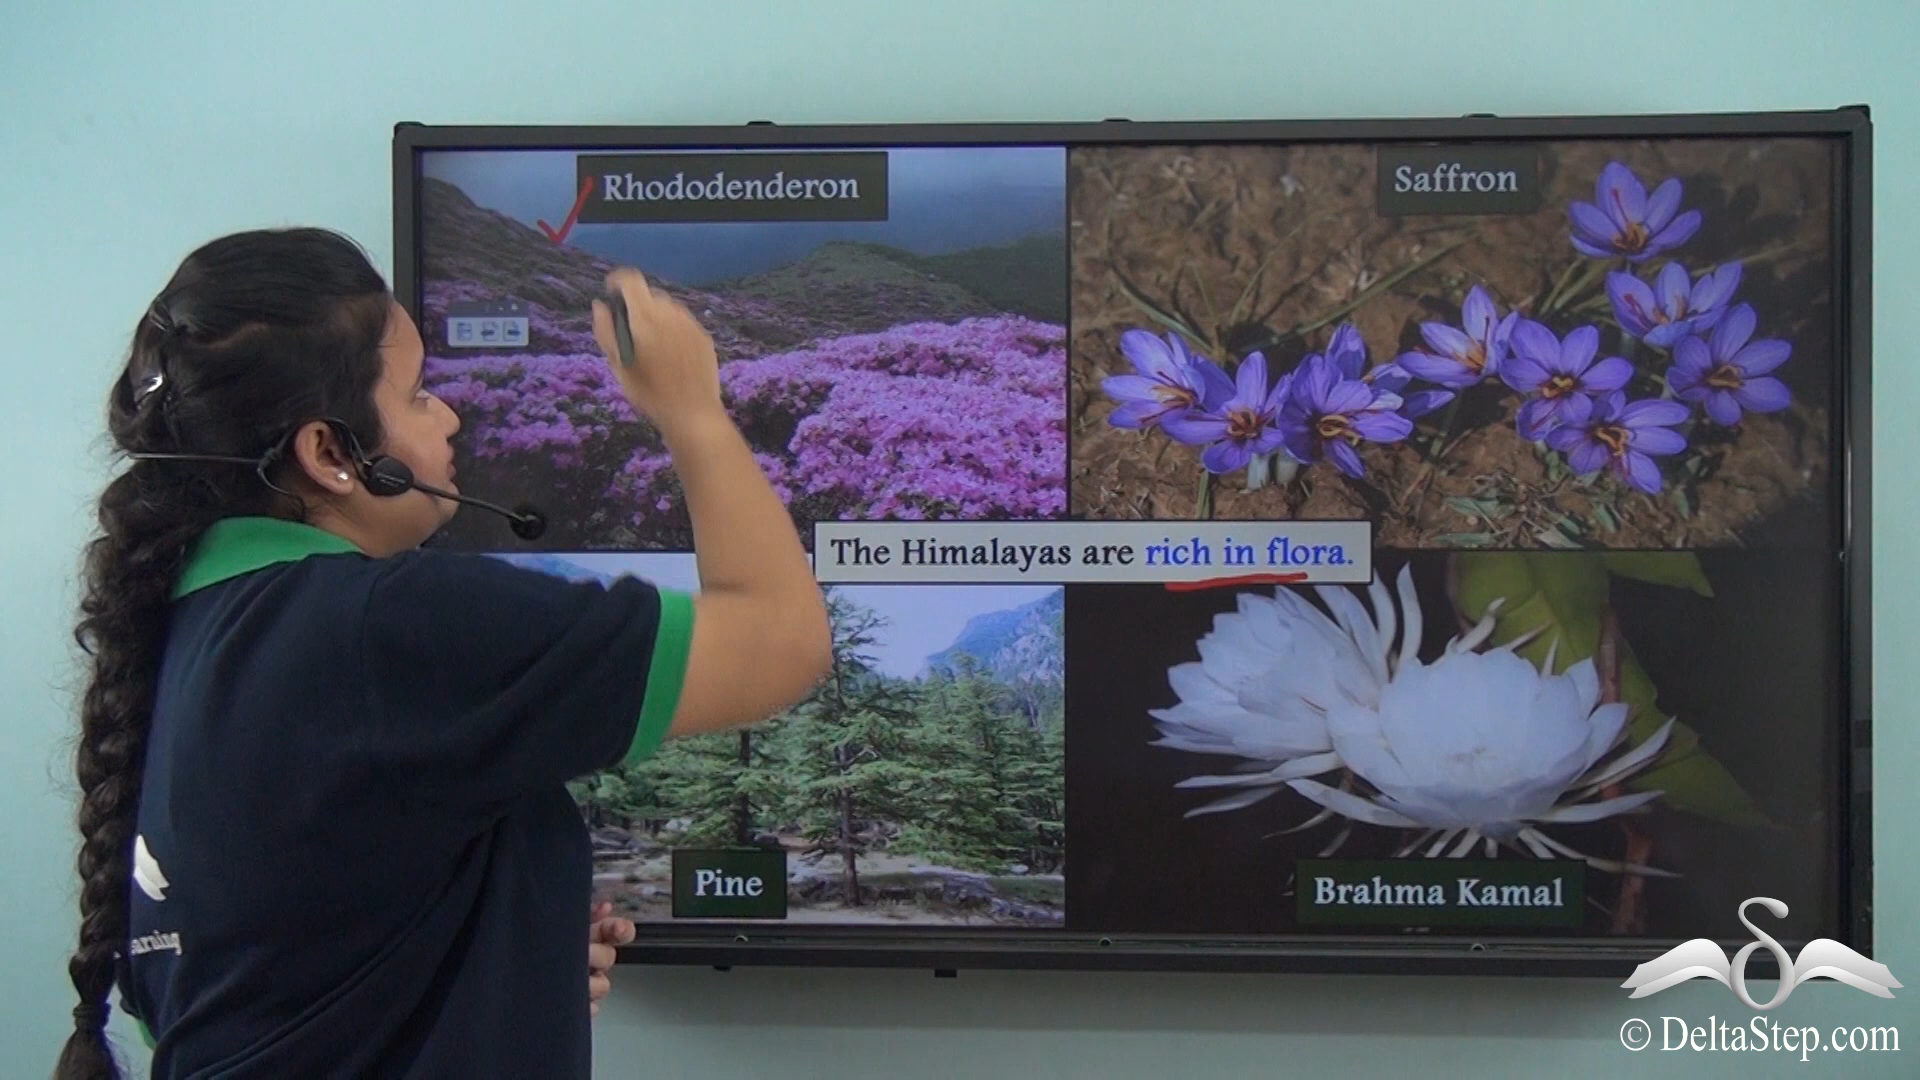 Rhododenderon
Saffron
The Himalayas are rich in flora.
Pine
Brahma Kamal
© DeltaStep.com